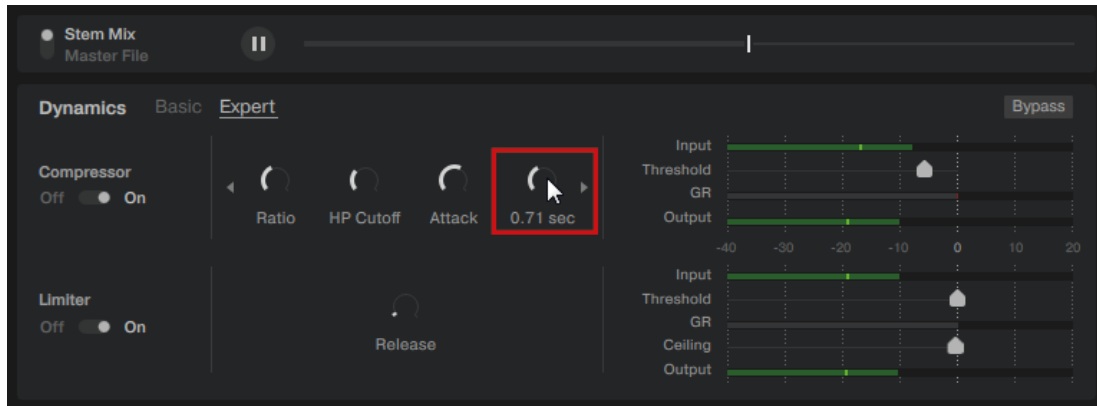 Stem Mix
Master File
Dynamics Basic Expert Bypass
Compressor
Off On
Ratio HP Cutoff Attack 0.71 sec
Input
Threshold
GR
Output
-40 -30 -20 -10 0 10 20
Limiter
Off On
Release
Input
Threshold
GR
Ceiling
Output